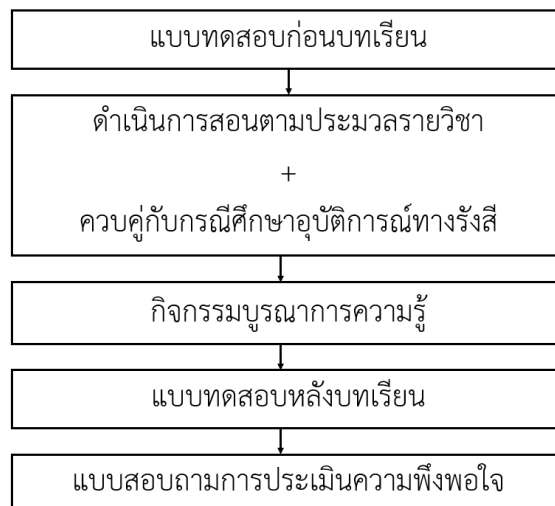 แบบทดสอบก่อนบทเรียน
ดำเนินการสอนตามประมวลรายวิชา
+
ควบคู่กับกรณีศึกษาอุบัติการณ์ทางรังสี
กิจกรรมบูรณาการความรู้
แบบทดสอบหลังบทเรียน
แบบสอบถามการประเมินความพึงพอใจ